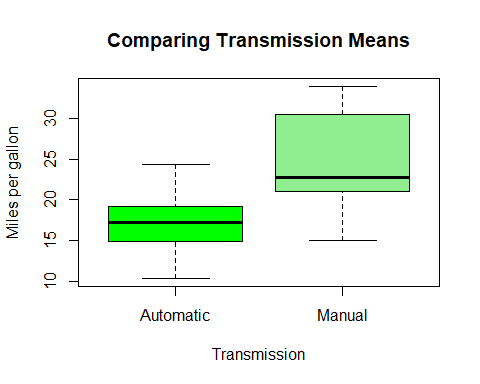 Comparing Transmission Means
Miles per gallon
30
25
20
15
10
Automatic
Manual
Transmission